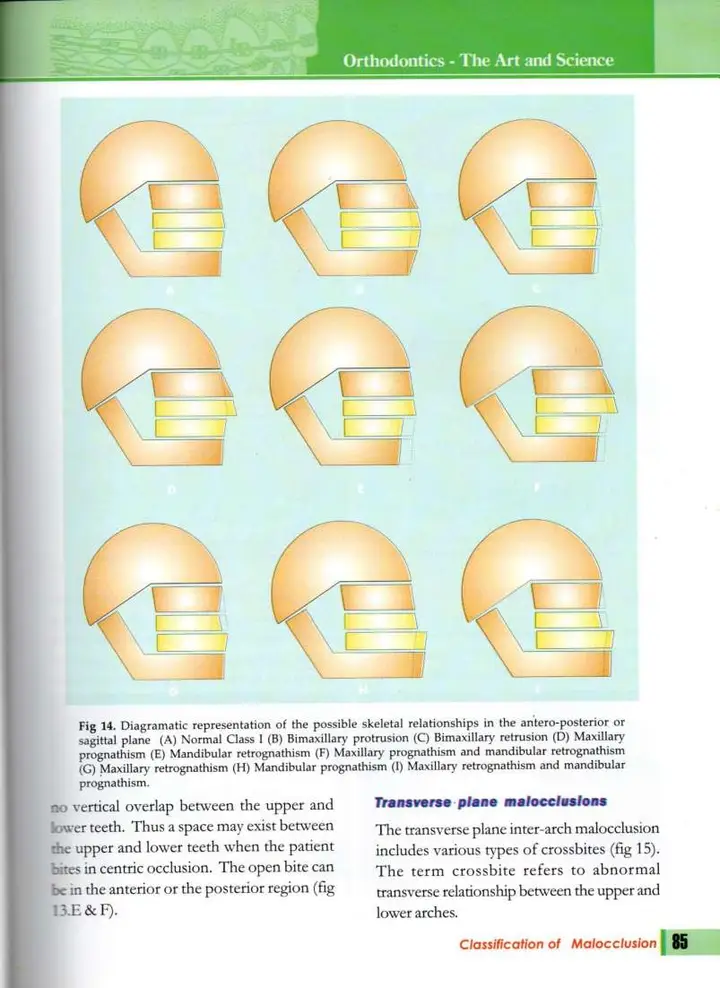 Orthodontics - The Art and Science
A
B
C
D
E
F
G
H
I
Fig 14. Diagramatic representation of the possible skeletal relationships in the antero-posterior or
sagittal plane (A) Normal Class I (B) Bimaxillary protrusion (C) Bimaxillary retrusion (D) Maxillary
prognathism (E) Mandibular retrognathism (F) Maxillary prognathism and mandibular retrognathism
(G) Maxillary retrognathism (H) Mandibular prognathism (I) Maxillary retrognathism and mandibular
prognathism.
no vertical overlap between the upper and
lower teeth. Thus a space may exist between
the upper and lower teeth when the patient
bites in centric occlusion. The open bite can
be in the anterior or the posterior region (fig
13.E & F).
Transverse plane malocclusions
The transverse plane inter-arch malocclusion
includes various types of crossbites (fig 15).
The term crossbite refers to abnormal
transverse relationship between the upper and
lower arches.
Classification of Malocclusion 85